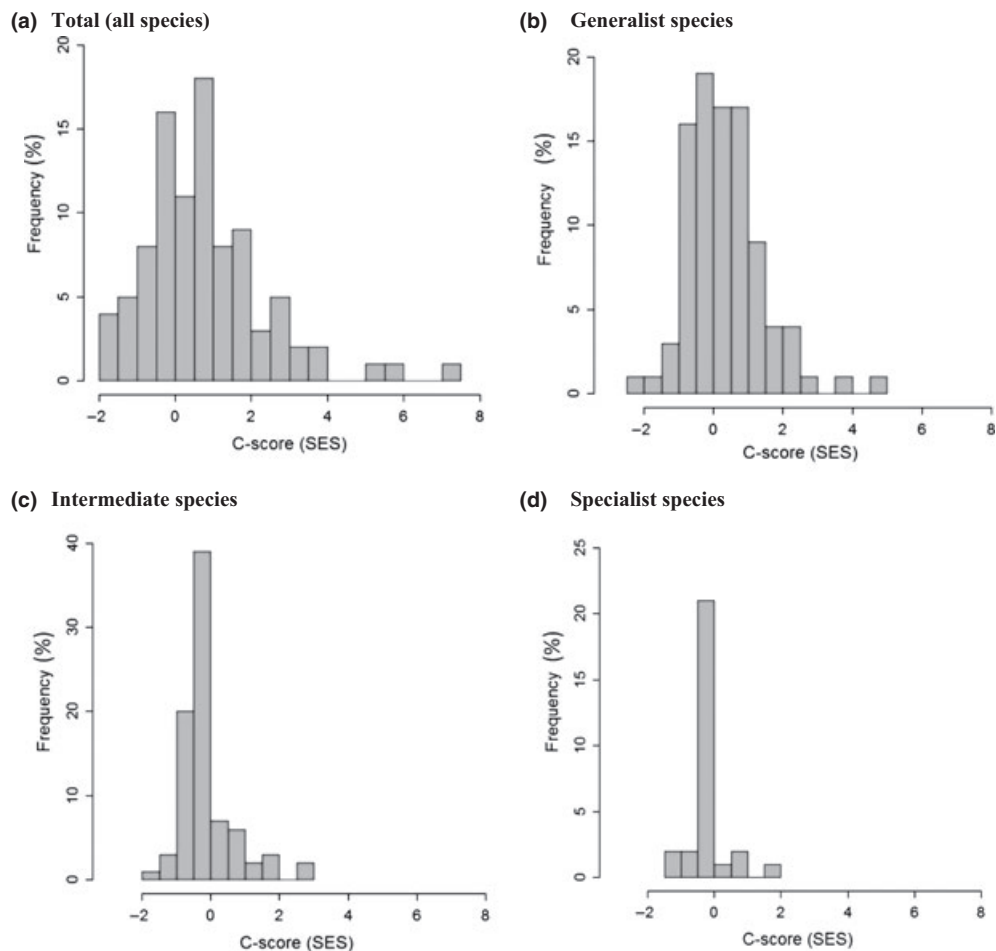 (a) Total (all species)
20
15
10
5
0
Frequency (%)
−2 0 2 4 6 8
C-score (SES)
(b) Generalist species
20
15
10
5
0
Frequency (%)
−2 0 2 4 6 8
C-score (SES)
(c) Intermediate species
40
30
20
10
0
Frequency (%)
−2 0 2 4 6 8
C-score (SES)
(d) Specialist species
25
20
15
10
5
0
Frequency (%)
−2 0 2 4 6 8
C-score (SES)